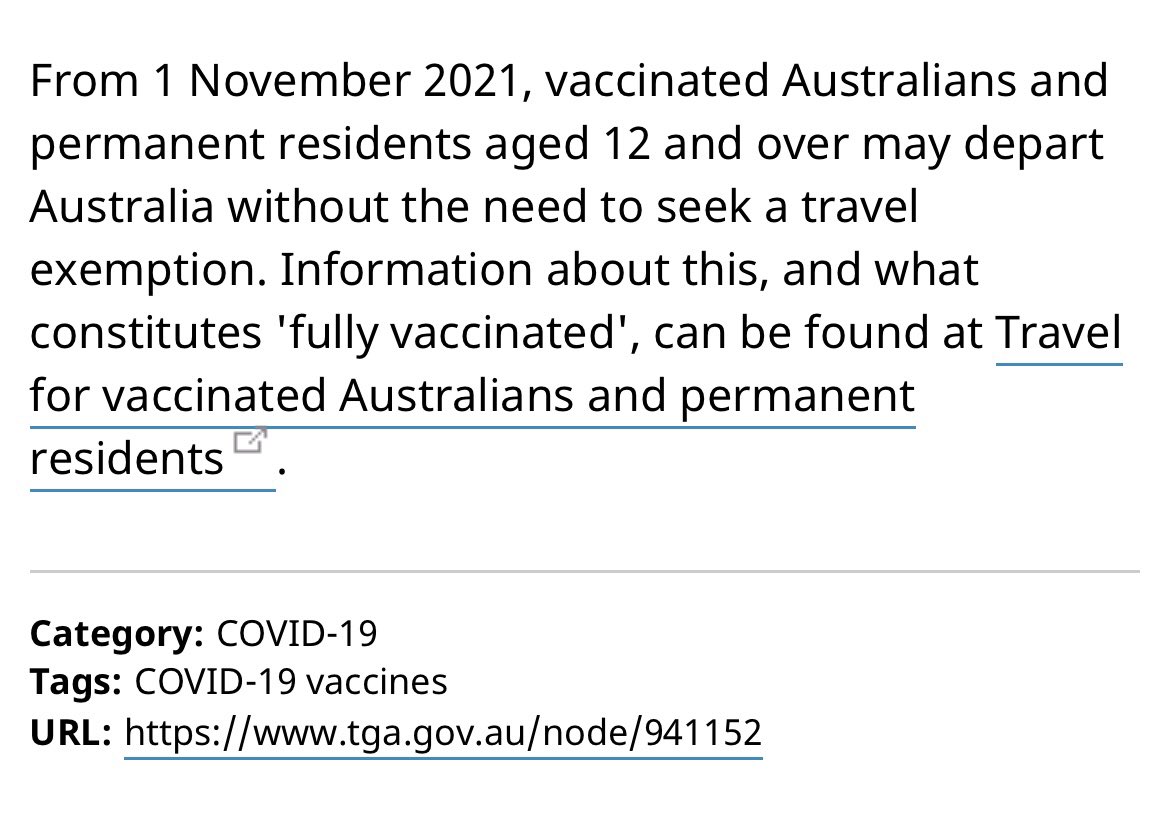 From 1 November 2021, vaccinated Australians and
permanent residents aged 12 and over may depart
Australia without the need to seek a travel
exemption. Information about this, and what
constitutes 'fully vaccinated', can be found at Travel
for vaccinated Australians and permanent
residents .
Category: COVID-19
Tags: COVID-19 vaccines
URL: https://www.tga.gov.au/node/941152